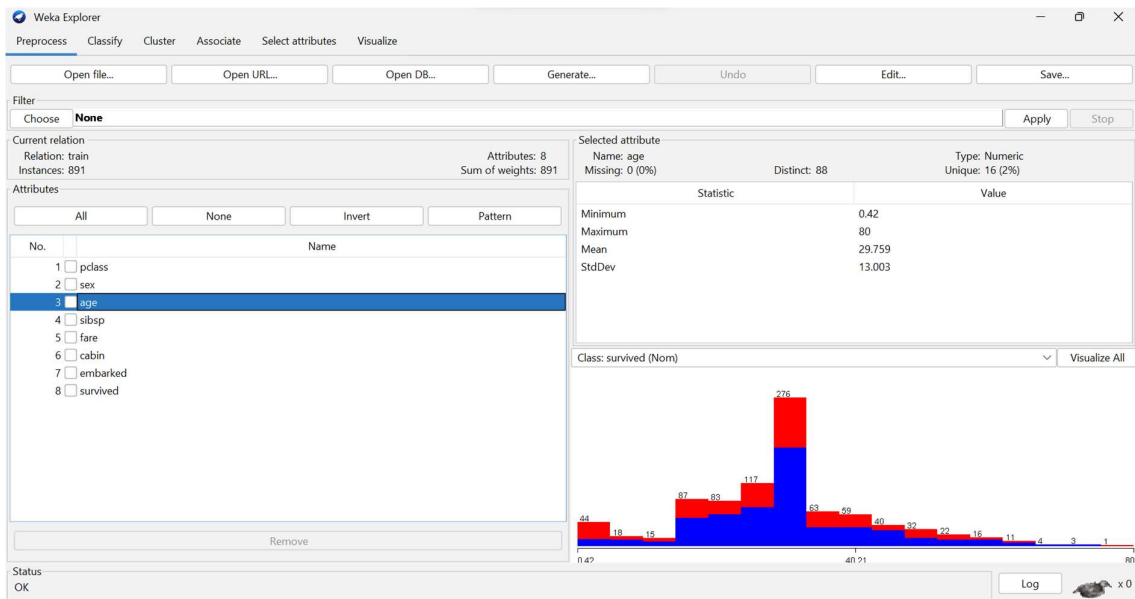 Weka Explorer
Preprocess Classify Cluster Associate Select attributes Visualize
Open file... Open URL... Open DB... Generate... Undo Edit... Save...
Filter
Choose None Apply Stop
Current relation
Relation: train Attributes: 8
Instances: 891 Sum of weights: 891
Attributes
All None Invert Pattern
No. Name
1 pclass
2 sex
3 age
4 sibsp
5 fare
6 cabin
7 embarked
8 survived
Remove
Selected attribute
Name: age Type: Numeric
Missing: 0 (0%) Distinct: 88 Unique: 16 (2%)
Statistic Value
Minimum 0.42
Maximum 80
Mean 29.759
StdDev 13.003
Class: survived (Nom) Visualize All
44 18 15 87 83 117 276 63 59 40 32 22 16 11 4 3 1
0.42 40.21 80
Status
OK
Log x 0